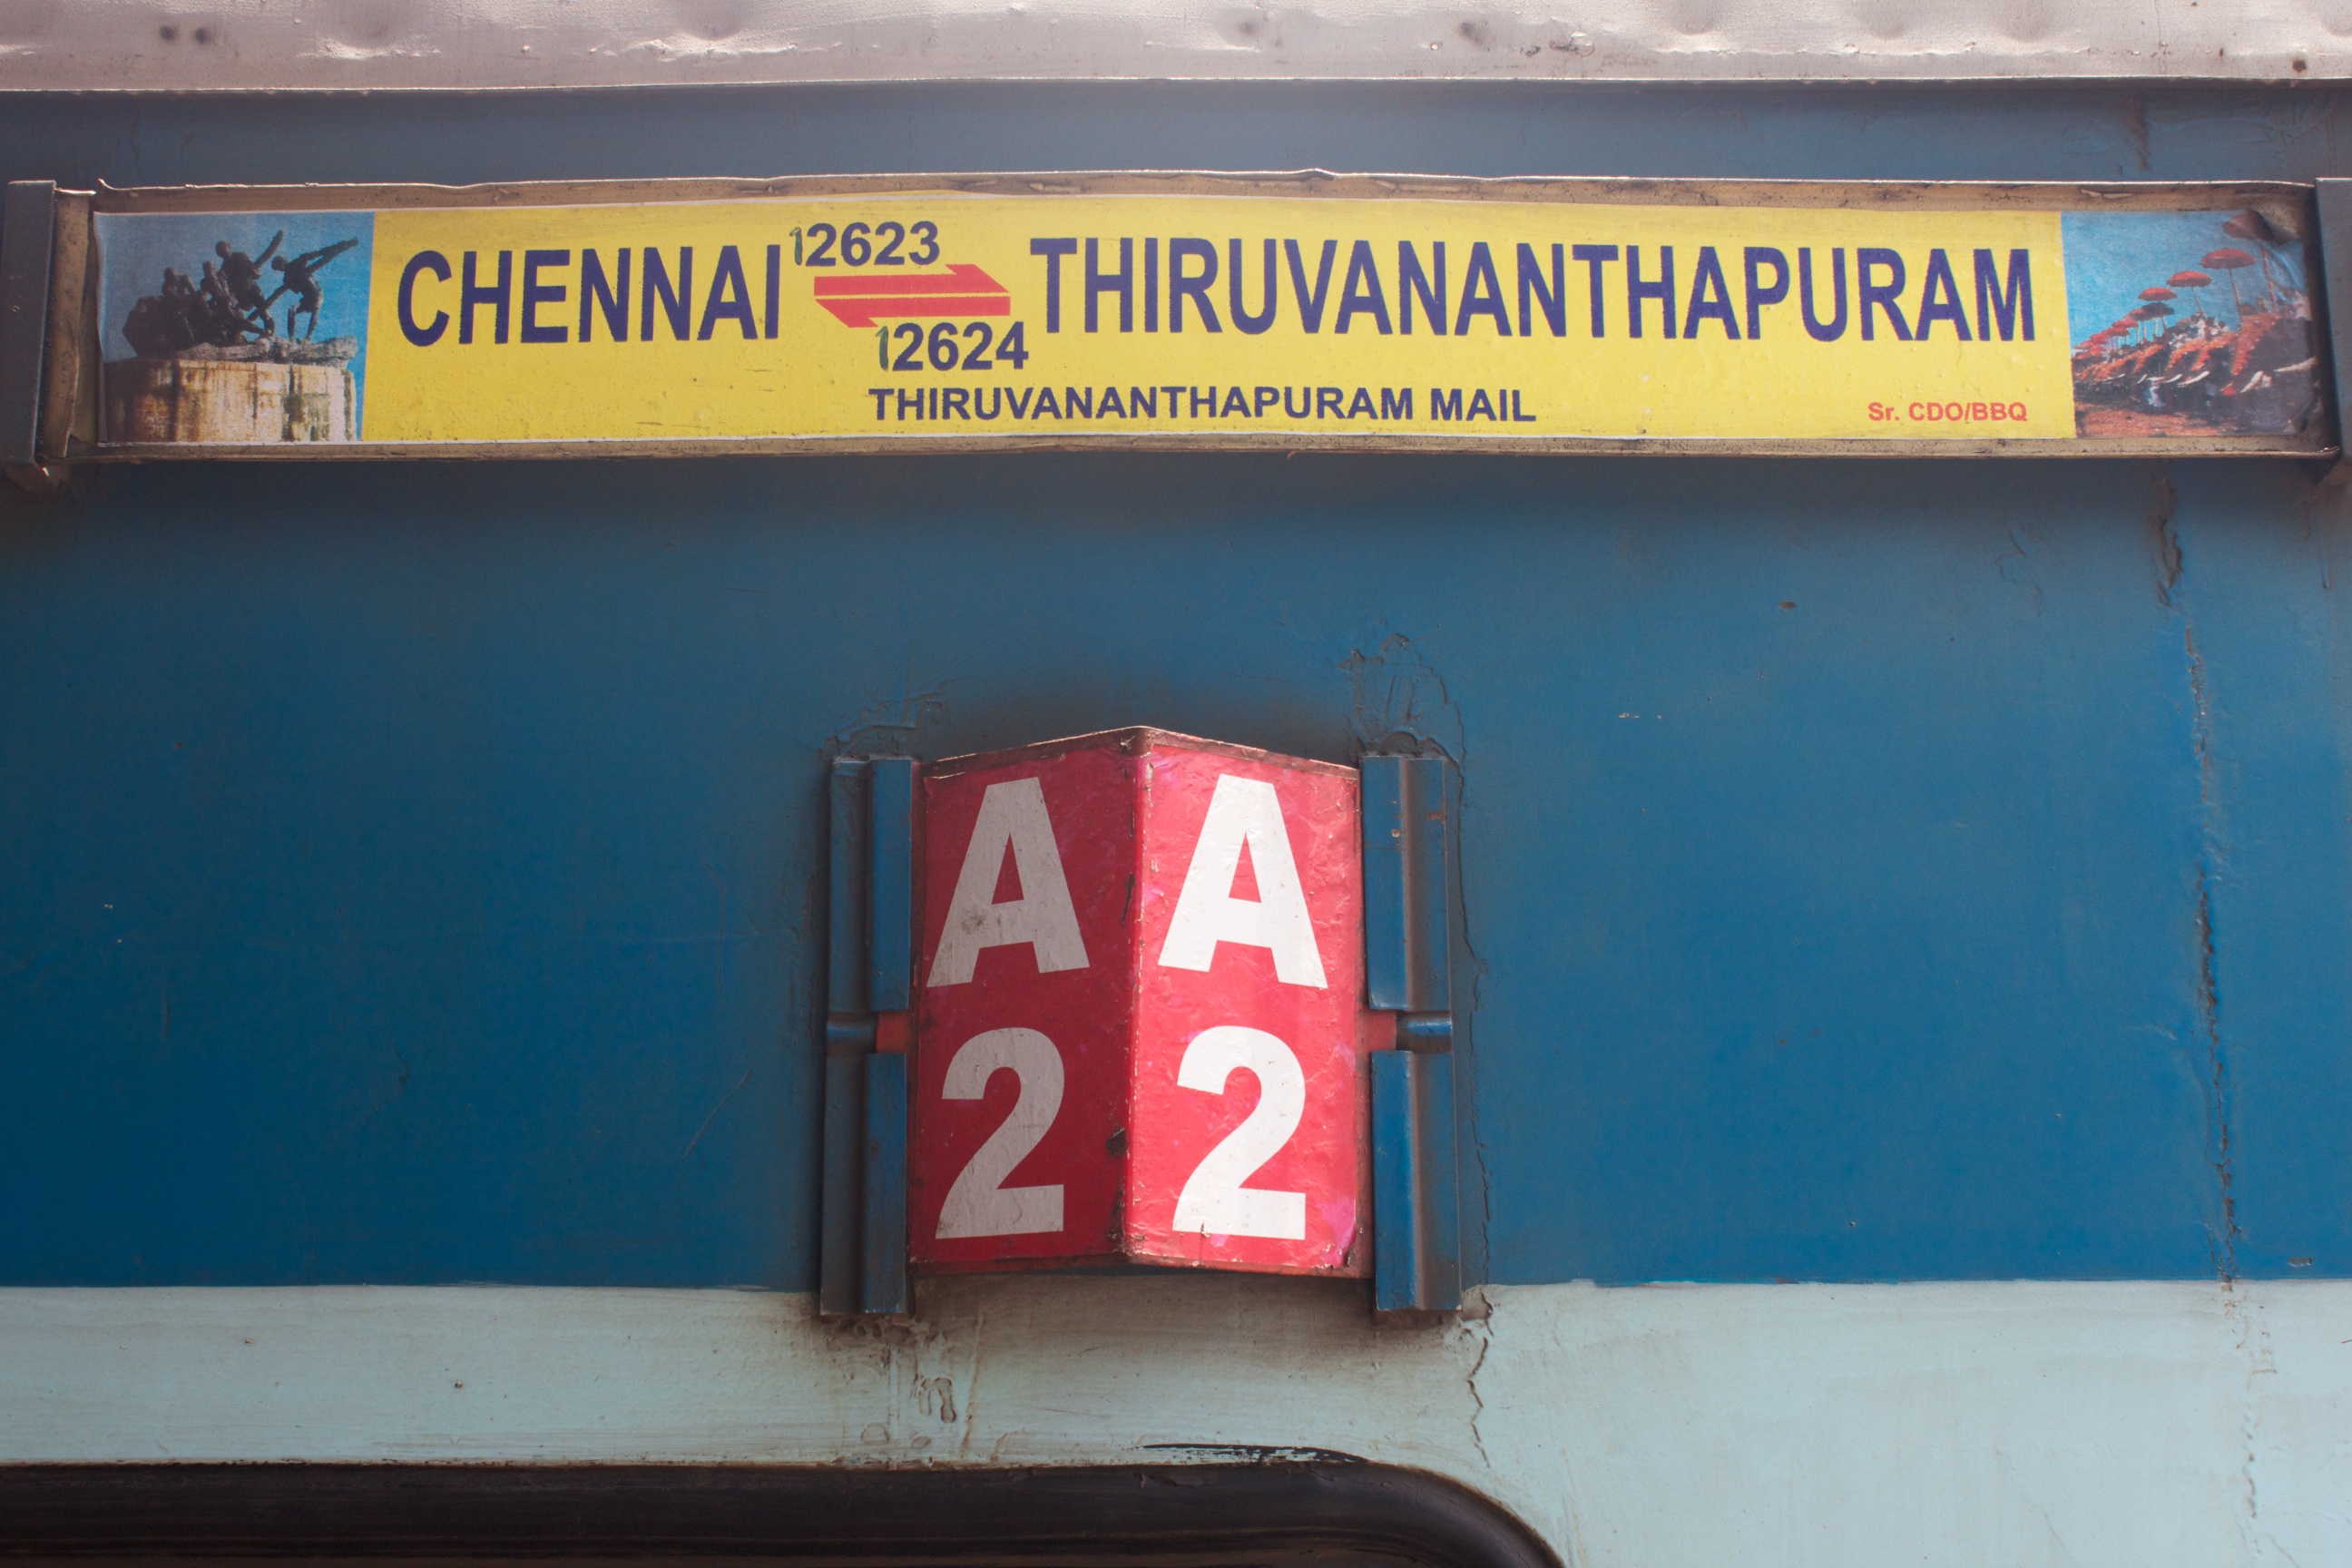 12623
CHENNAI THIRUVANANTHAPURAM
12624
THIRUVANANTHAPURAM MAIL
Sr. CDO/BBQ
A A
2 2